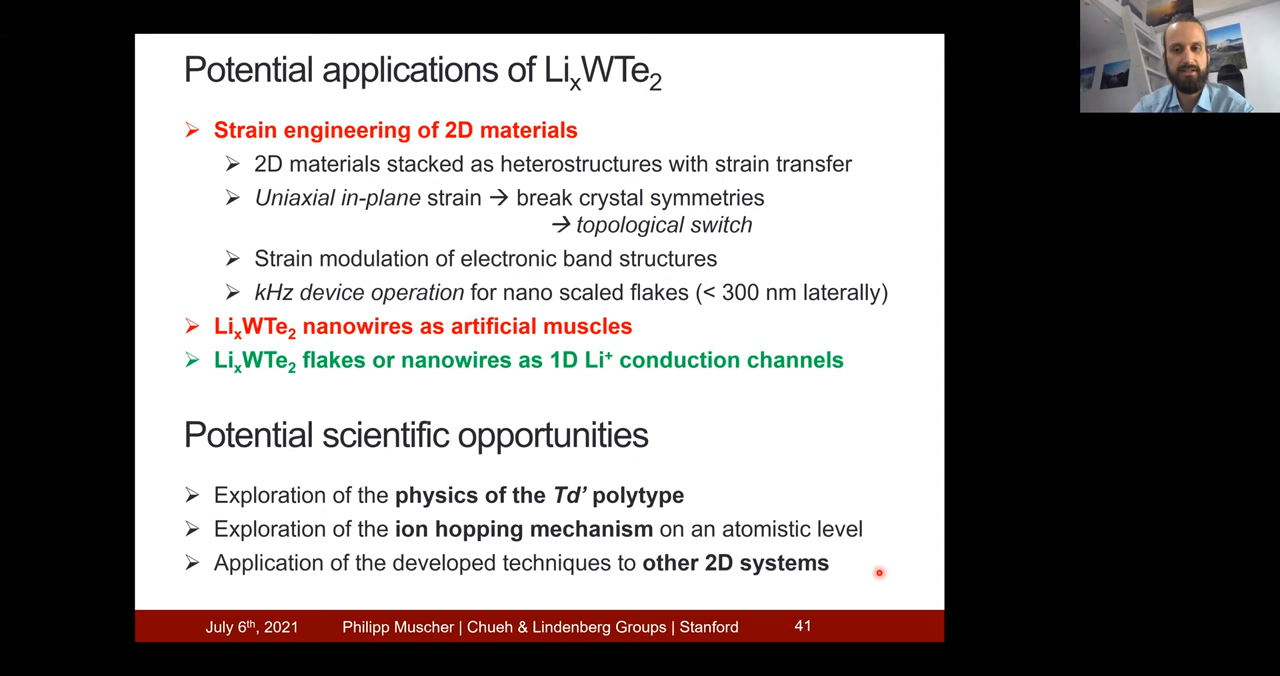 Potential applications of LiₓWTe₂
➢ Strain engineering of 2D materials
➢ 2D materials stacked as heterostructures with strain transfer
➢ Uniaxial in-plane strain → break crystal symmetries
→ topological switch
➢ Strain modulation of electronic band structures
➢ kHz device operation for nano scaled flakes (< 300 nm laterally)
➢ LiₓWTe₂ nanowires as artificial muscles
➢ LiₓWTe₂ flakes or nanowires as 1D Li⁺ conduction channels
Potential scientific opportunities
➢ Exploration of the physics of the Td’ polytype
➢ Exploration of the ion hopping mechanism on an atomistic level
➢ Application of the developed techniques to other 2D systems
July 6ᵗʰ, 2021 Philipp Muscher | Chueh & Lindenberg Groups | Stanford 41